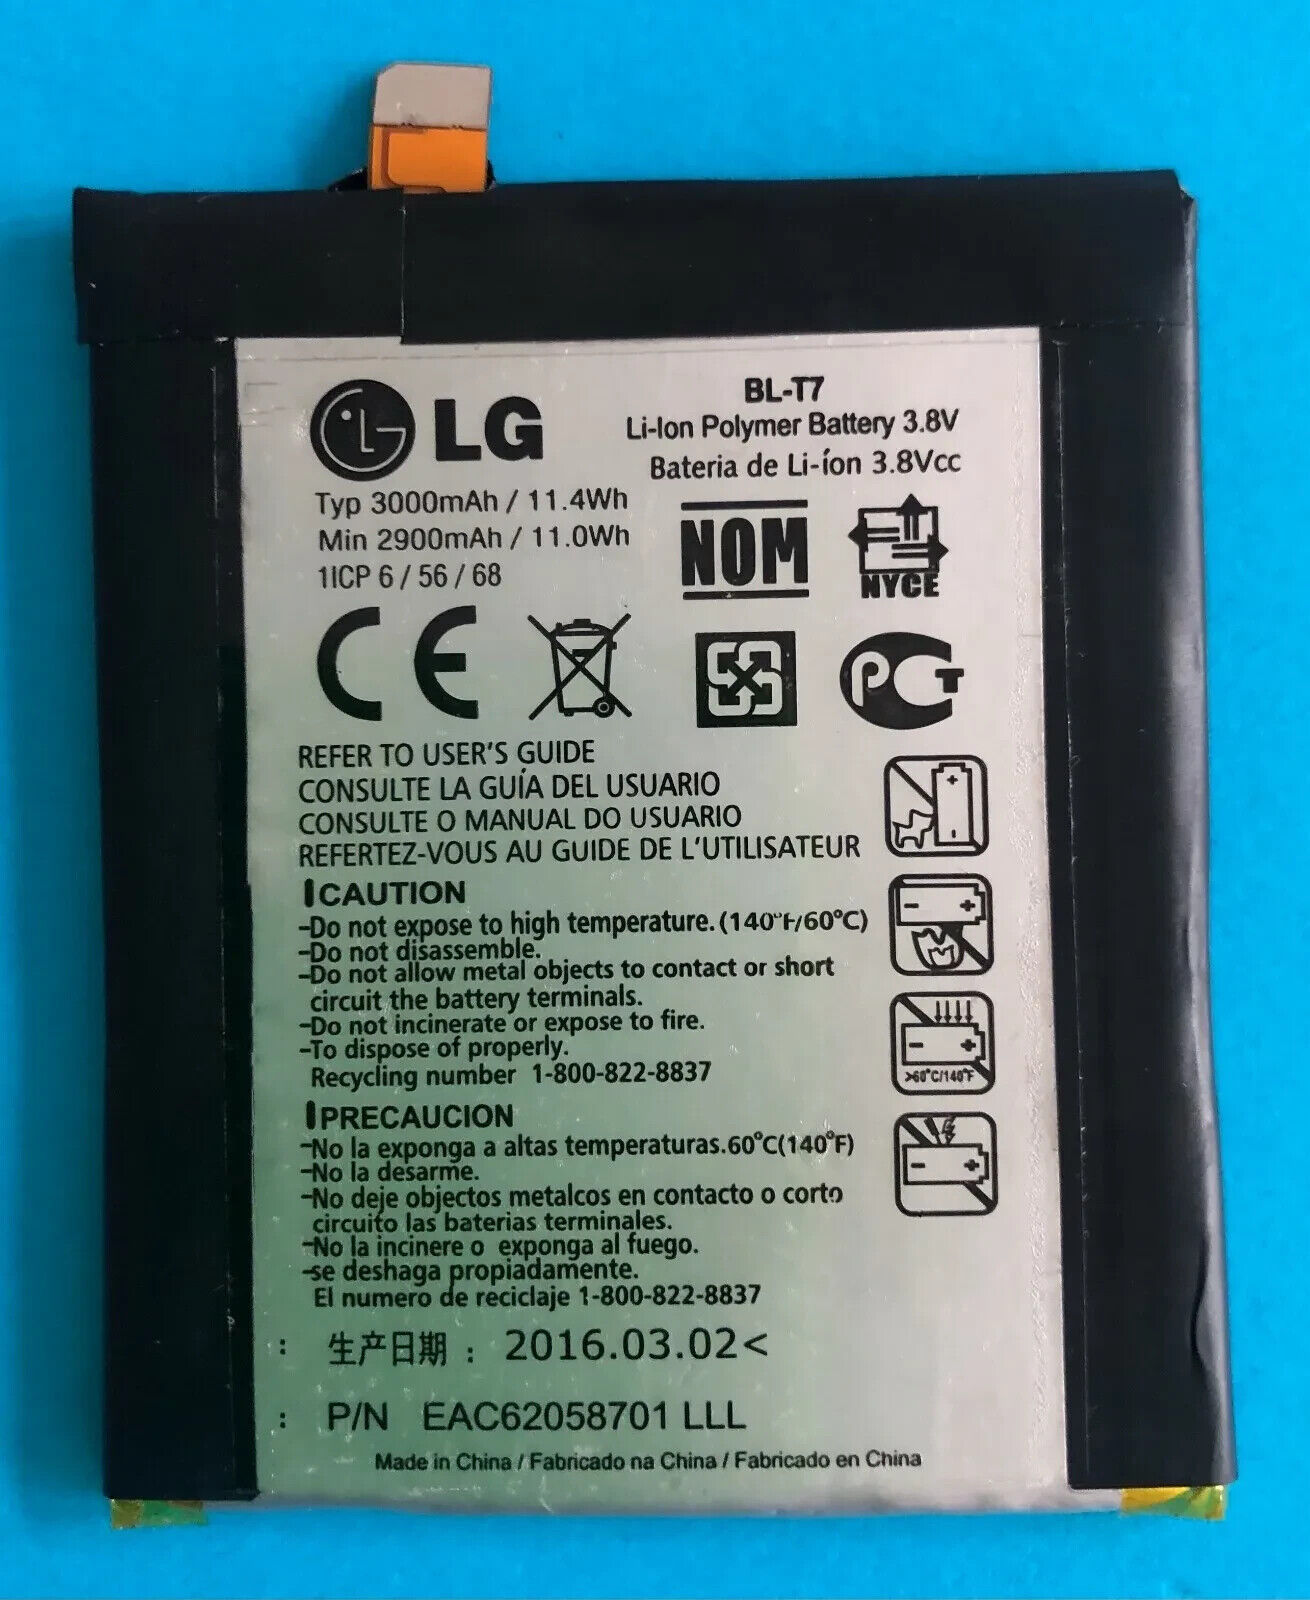 LG
BL-T7
Li-Ion Polymer Battery 3.8V
Bateria de Li-íon 3.8Vcc
Typ 3000mAh / 11.4Wh
Min 2900mAh / 11.0Wh
1ICP 6 / 56 / 68
NOM
NYCE
CE
PCT
REFER TO USER'S GUIDE
CONSULTE LA GUÍA DEL USUARIO
CONSULTE O MANUAL DO USUARIO
REFERTEZ-VOUS AU GUIDE DE L'UTILISATEUR
CAUTION
-Do not expose to high temperature.(140°F/60°C)
-Do not disassemble.
-Do not allow metal objects to contact or short
circuit the battery terminals.
-Do not incinerate or expose to fire.
-To dispose of properly.
Recycling number 1-800-822-8837
>60°C/140°F
PRECAUCION
-No la exponga a altas temperaturas.60°C(140°F)
-No la desarme.
-No deje objectos metalcos en contacto o corto
circuito las baterias terminales.
-No la incinere o exponga al fuego.
-se deshaga propiadamente.
El numero de reciclaje 1-800-822-8837
: 生产日期 : 2016.03.02<
: P/N EAC62058701 LLL
Made in China / Fabricado na China / Fabricado en China